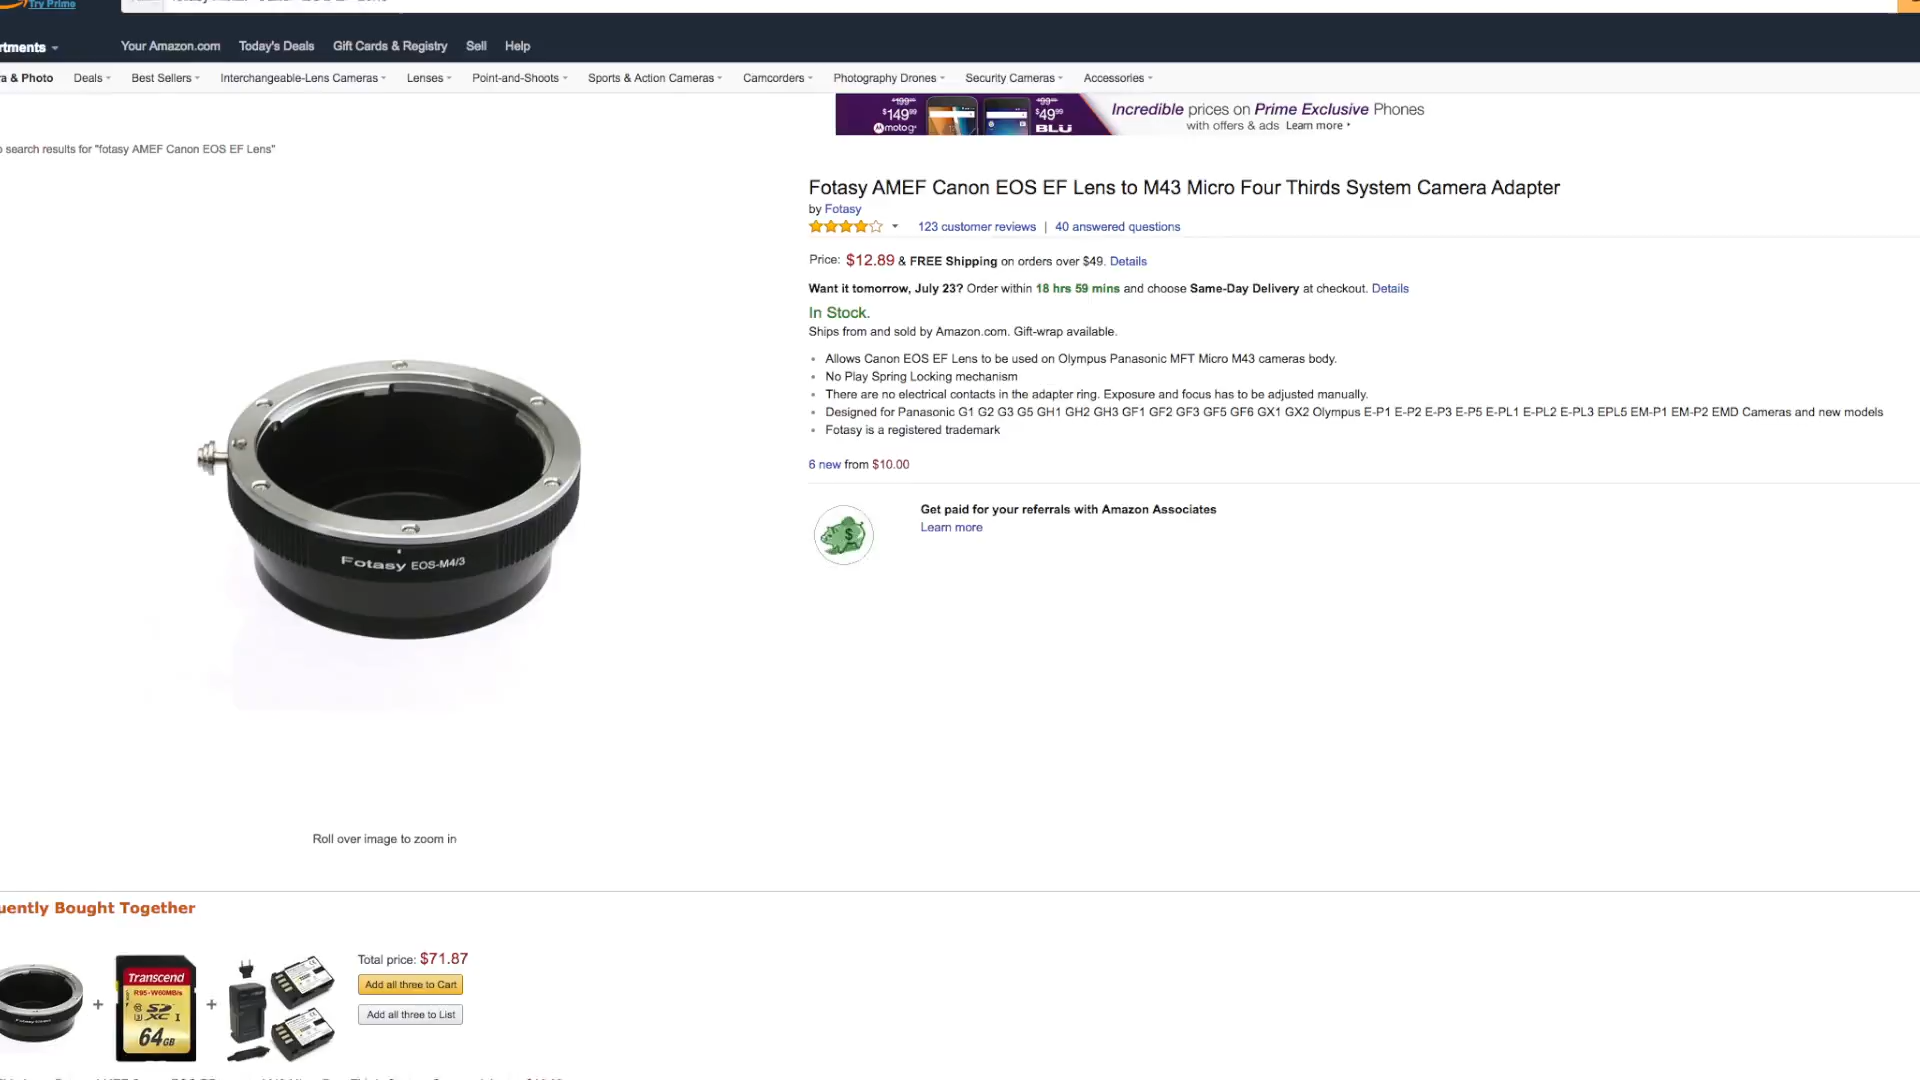 Try Prime
rtments
Your Amazon.com Today's Deals Gift Cards & Registry Sell Help
a & Photo Deals Best Sellers Interchangeable-Lens Cameras Lenses Point-and-Shoots Sports & Action Cameras Camcorders Photography Drones Security Cameras Accessories
$199 $149 motog $99 $49 BLU
Incredible prices on Prime Exclusive Phones
with offers & ads Learn more
search results for "fotasy AMEF Canon EOS EF Lens"
Fotasy AMEF Canon EOS EF Lens to M43 Micro Four Thirds System Camera Adapter
by Fotasy
123 customer reviews | 40 answered questions
Price: $12.89 & FREE Shipping on orders over $49. Details
Want it tomorrow, July 23? Order within 18 hrs 59 mins and choose Same-Day Delivery at checkout. Details
In Stock.
Ships from and sold by Amazon.com. Gift-wrap available.
Allows Canon EOS EF Lens to be used on Olympus Panasonic MFT Micro M43 cameras body.
No Play Spring Locking mechanism
There are no electrical contacts in the adapter ring. Exposure and focus has to be adjusted manually.
Designed for Panasonic G1 G2 G3 G5 GH1 GH2 GH3 GF1 GF2 GF3 GF5 GF6 GX1 GX2 Olympus E-P1 E-P2 E-P3 E-P5 E-PL1 E-PL2 E-PL3 EPL5 EM-P1 EM-P2 EMD Cameras and new models
Fotasy is a registered trademark
6 new from $10.00
Get paid for your referrals with Amazon Associates
Learn more
Fotasy EOS-M4/3
Roll over image to zoom in
uently Bought Together
Total price: $71.87
Add all three to Cart
Add all three to List
Transcend
R95-W60MB/s
SD XC I
64GB